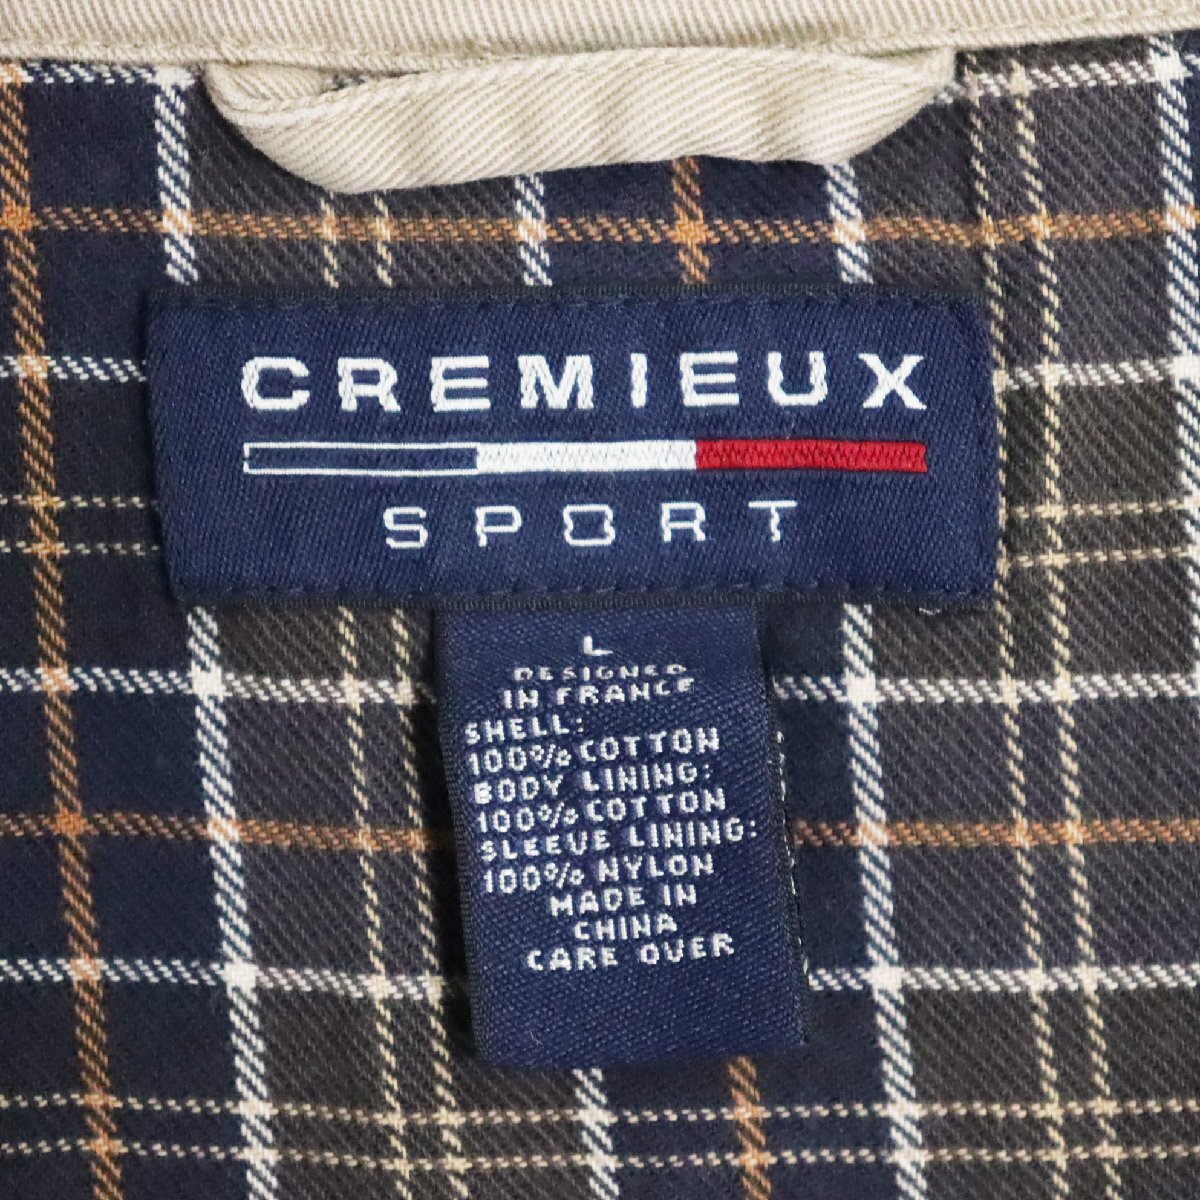 CREMIEUX
SPORT
L
DESIGNED
IN FRANCE
SHELL:
100% COTTON
BODY LINING:
100% COTTON
SLEEVE LINING:
100% NYLON
MADE IN
CHINA
CARE OVER